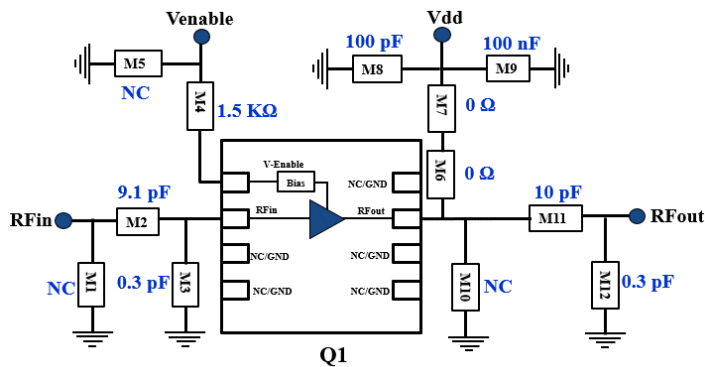 Venable
Vdd
100 pF
100 nF
M5
M8
M9
NC
M4
1.5 KΩ
M7
0 Ω
V-Enable
Bias
NC/GND
M6
0 Ω
9.1 pF
10 pF
RFin
M2
RFin
RFout
M11
RFout
NC
M1
0.3 pF
M3
NC/GND
NC/GND
NC/GND
NC/GND
M10
NC
M12
0.3 pF
Q1